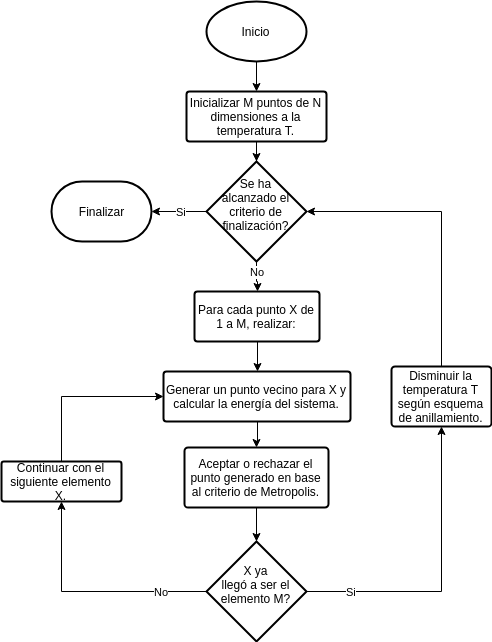 Inicio
Inicializar M puntos de N
dimensiones a la
temperatura T.
Se ha
alcanzado el
criterio de
finalización?
Si
Finalizar
No
Para cada punto X de
1 a M, realizar:
Generar un punto vecino para X y
calcular la energía del sistema.
Disminuir la
temperatura T
según esquema
de anillamiento.
Aceptar o rechazar el
punto generado en base
al criterio de Metropolis.
Continuar con el
siguiente elemento
X.
X ya
llegó a ser el
elemento M?
No
Si